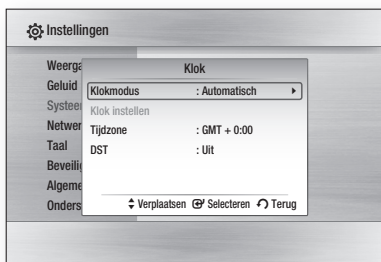 Instellingen
Klok
Weerga
Geluid
Klokmodus : Automatisch
Systee
Klok instellen
Netwer
Tijdzone : GMT + 0:00
Taal
DST : Uit
Beveilig
Algeme
Onders
Verplaatsen Selecteren Terug